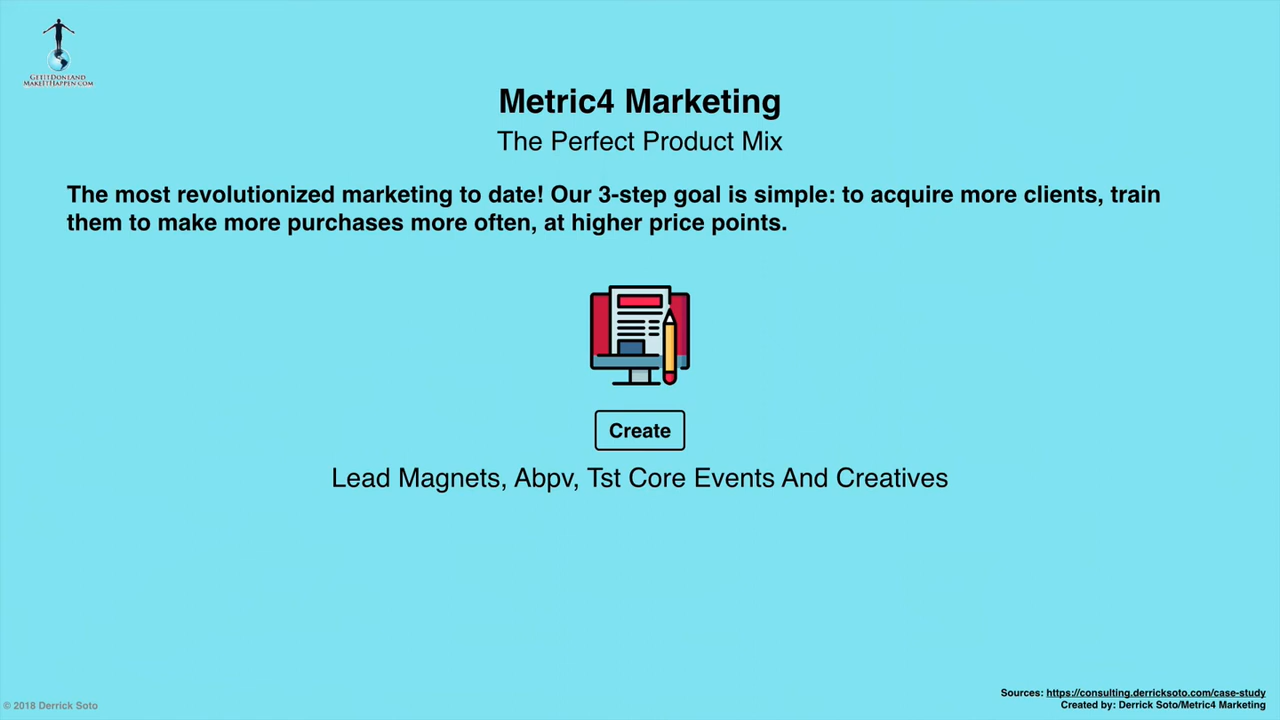 GetItDoneAnd
MakeItHappen.com
Metric4 Marketing
The Perfect Product Mix
The most revolutionized marketing to date! Our 3-step goal is simple: to acquire more clients, train
them to make more purchases more often, at higher price points.
Create
Lead Magnets, Abpv, Tst Core Events And Creatives
Sources: https://consulting.derricksoto.com/case-study
Created by: Derrick Soto/Metric4 Marketing
© 2018 Derrick Soto